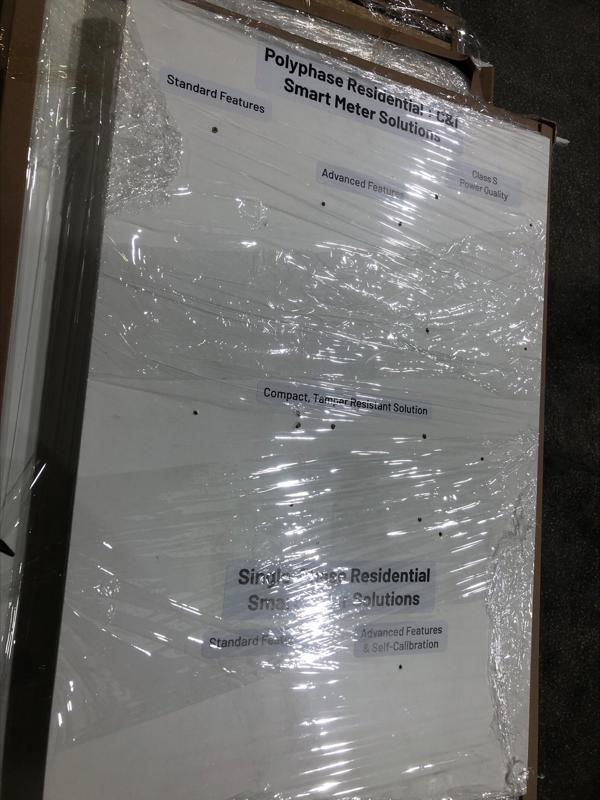 Polyphase Residential + C&I
Smart Meter Solutions
Standard Features
Advanced Features
Class S
Power Quality
Compact, Tamper Resistant Solution
Residential
Solutions
Standard
Advanced Features
& Self-Calibration